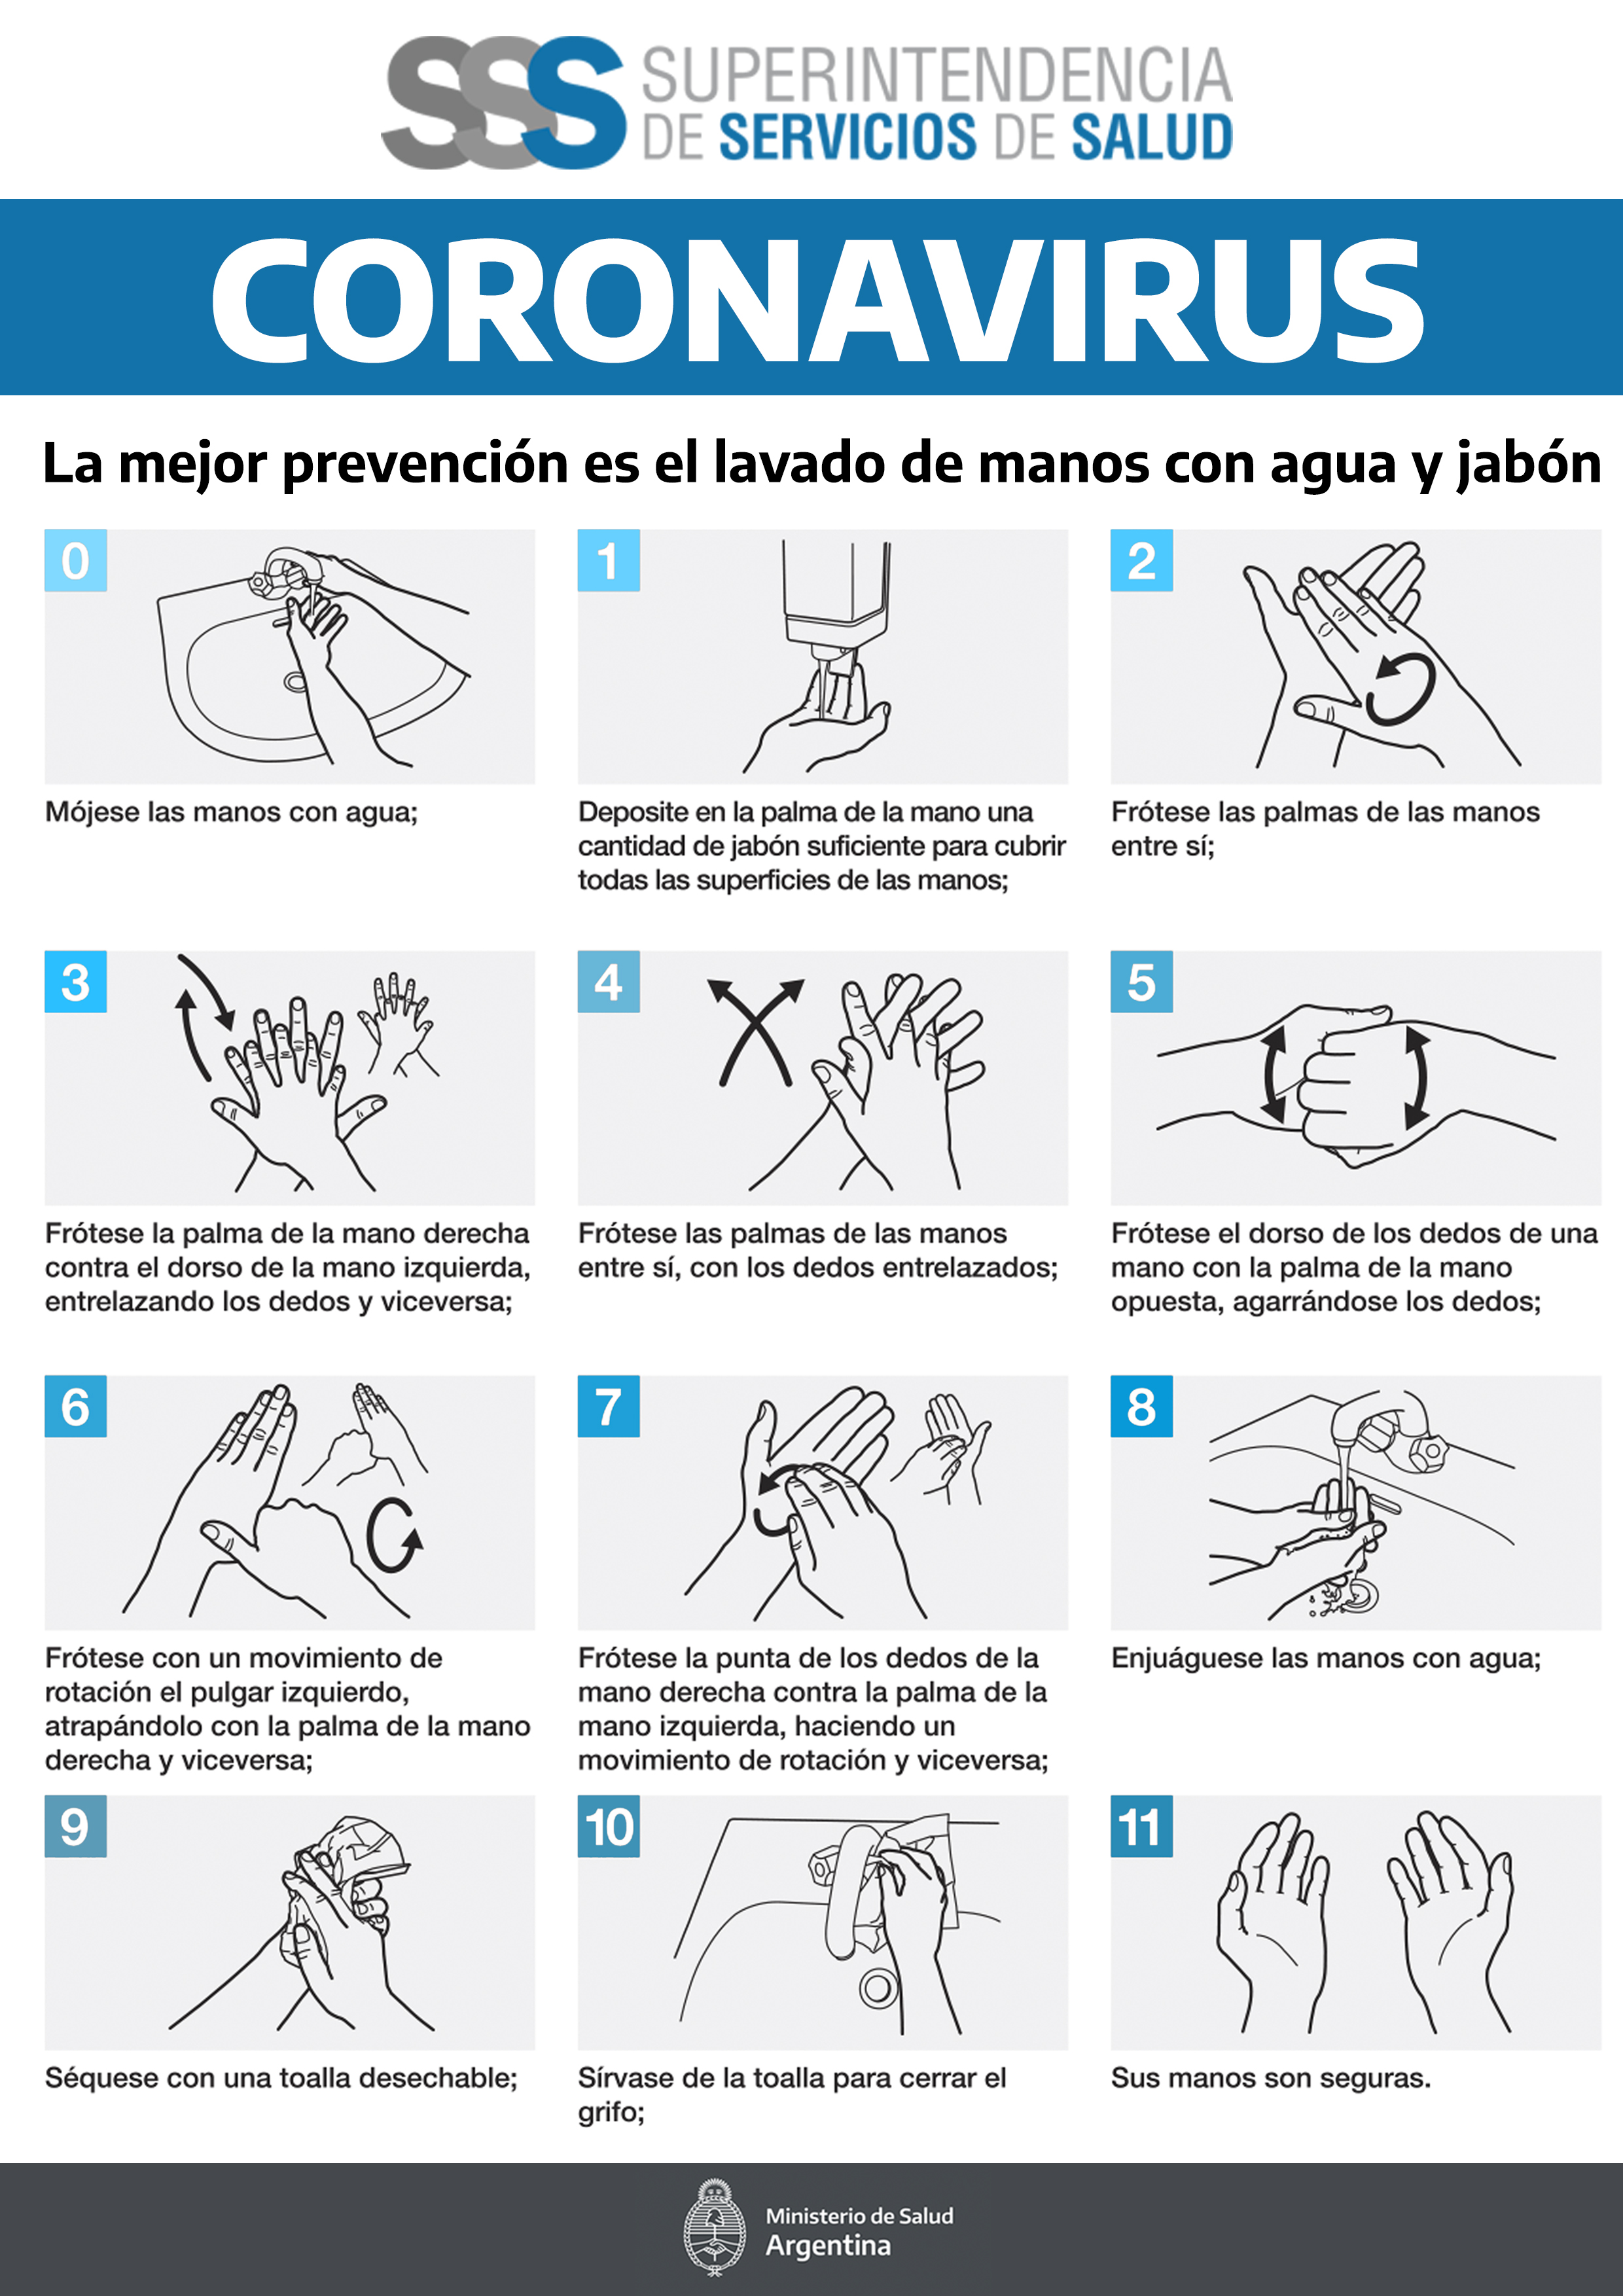 SSS SUPERINTENDENCIA
DE SERVICIOS DE SALUD
CORONAVIRUS
La mejor prevención es el lavado de manos con agua y jabón
0
Mójese las manos con agua;
1
Deposite en la palma de la mano una
cantidad de jabón suficiente para cubrir
todas las superficies de las manos;
2
Frótese las palmas de las manos
entre sí;
3
Frótese la palma de la mano derecha
contra el dorso de la mano izquierda,
entrelazando los dedos y viceversa;
4
Frótese las palmas de las manos
entre sí, con los dedos entrelazados;
5
Frótese el dorso de los dedos de una
mano con la palma de la mano
opuesta, agarrándose los dedos;
6
Frótese con un movimiento de
rotación el pulgar izquierdo,
atrapándolo con la palma de la mano
derecha y viceversa;
7
Frótese la punta de los dedos de la
mano derecha contra la palma de la
mano izquierda, haciendo un
movimiento de rotación y viceversa;
8
Enjuáguese las manos con agua;
9
Séquese con una toalla desechable;
10
Sírvase de la toalla para cerrar el
grifo;
11
Sus manos son seguras.
Ministerio de Salud
Argentina